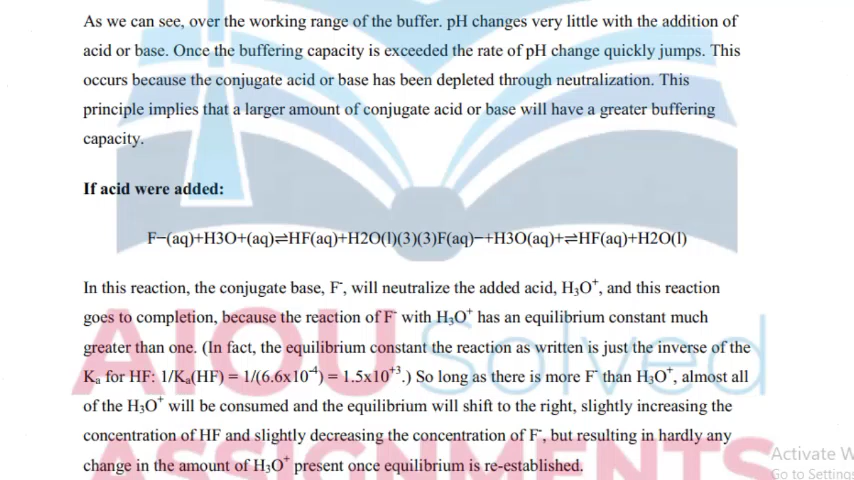 As we can see, over the working range of the buffer. pH changes very little with the addition of
acid or base. Once the buffering capacity is exceeded the rate of pH change quickly jumps. This
occurs because the conjugate acid or base has been depleted through neutralization. This
principle implies that a larger amount of conjugate acid or base will have a greater buffering
capacity.
If acid were added:
F−(aq)+H3O+(aq)⇌HF(aq)+H2O(l)(3)(3)F(aq)−+H3O(aq)+⇌HF(aq)+H2O(l)
In this reaction, the conjugate base, F⁻, will neutralize the added acid, H₃O⁺, and this reaction
goes to completion, because the reaction of F⁻ with H₃O⁺ has an equilibrium constant much
greater than one. (In fact, the equilibrium constant the reaction as written is just the inverse of the
Kₐ for HF: 1/Kₐ(HF) = 1/(6.6x10⁻⁴) = 1.5x10⁺³.) So long as there is more F⁻ than H₃O⁺, almost all
of the H₃O⁺ will be consumed and the equilibrium will shift to the right, slightly increasing the
concentration of HF and slightly decreasing the concentration of F⁻, but resulting in hardly any
change in the amount of H₃O⁺ present once equilibrium is re-established.
AIOU Solved
ASSIGNMENTS
Activate W
Go to Settings